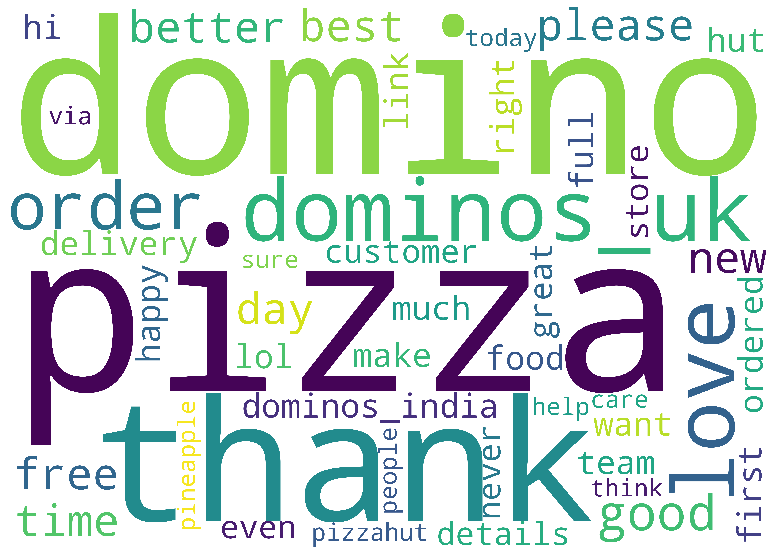 hi
better
best
today
please
hut
domino
via
link
right
full
store
order
dominos_uk
delivery
sure
customer
new
pizza
happy
day
much
great
lol
make
food
love
ordered
dominos_india
help
care
thank
pineapple
people
never
want
free
team
think
first
time
even
pizzahut
details
good